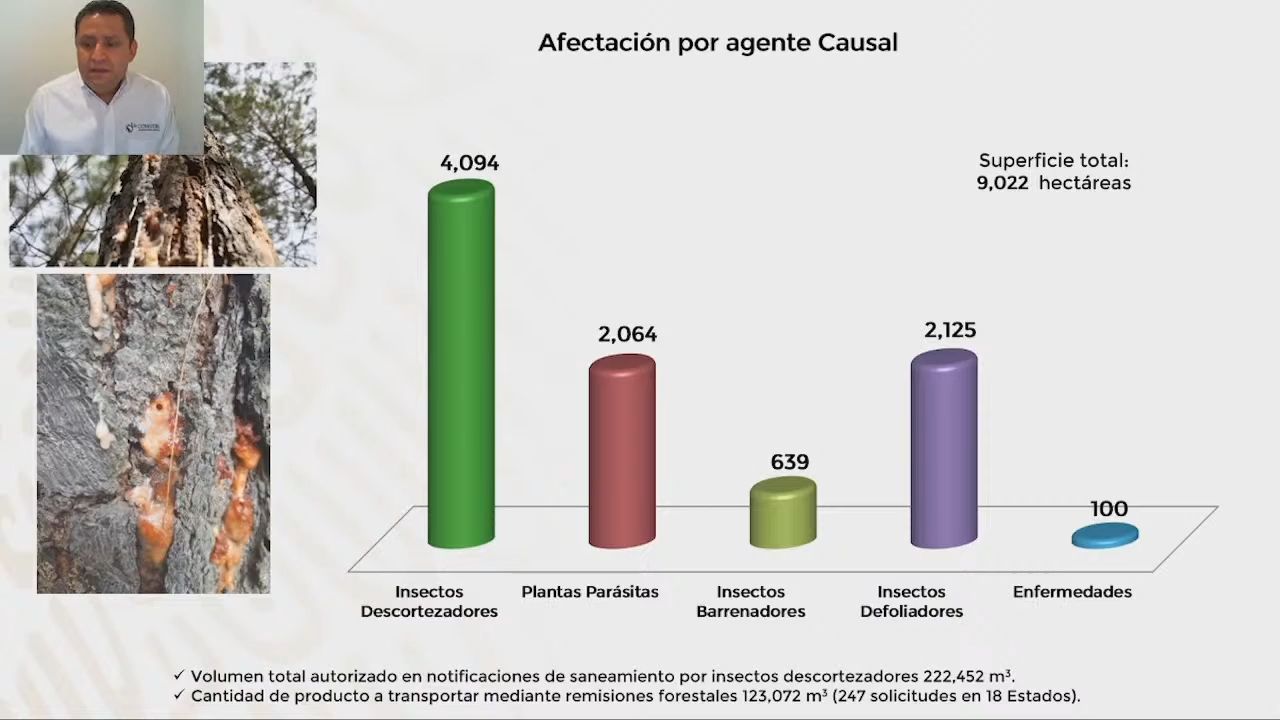 Afectación por agente Causal
Superficie total:
9,022 hectáreas
4,094
2,064
639
2,125
100
Insectos
Descortezadores
Plantas Parásitas
Insectos
Barrenadores
Insectos
Defoliadores
Enfermedades
✓ Volumen total autorizado en notificaciones de saneamiento por insectos descortezadores 222,452 m³.
✓ Cantidad de producto a transportar mediante remisiones forestales 123,072 m³ (247 solicitudes en 18 Estados).